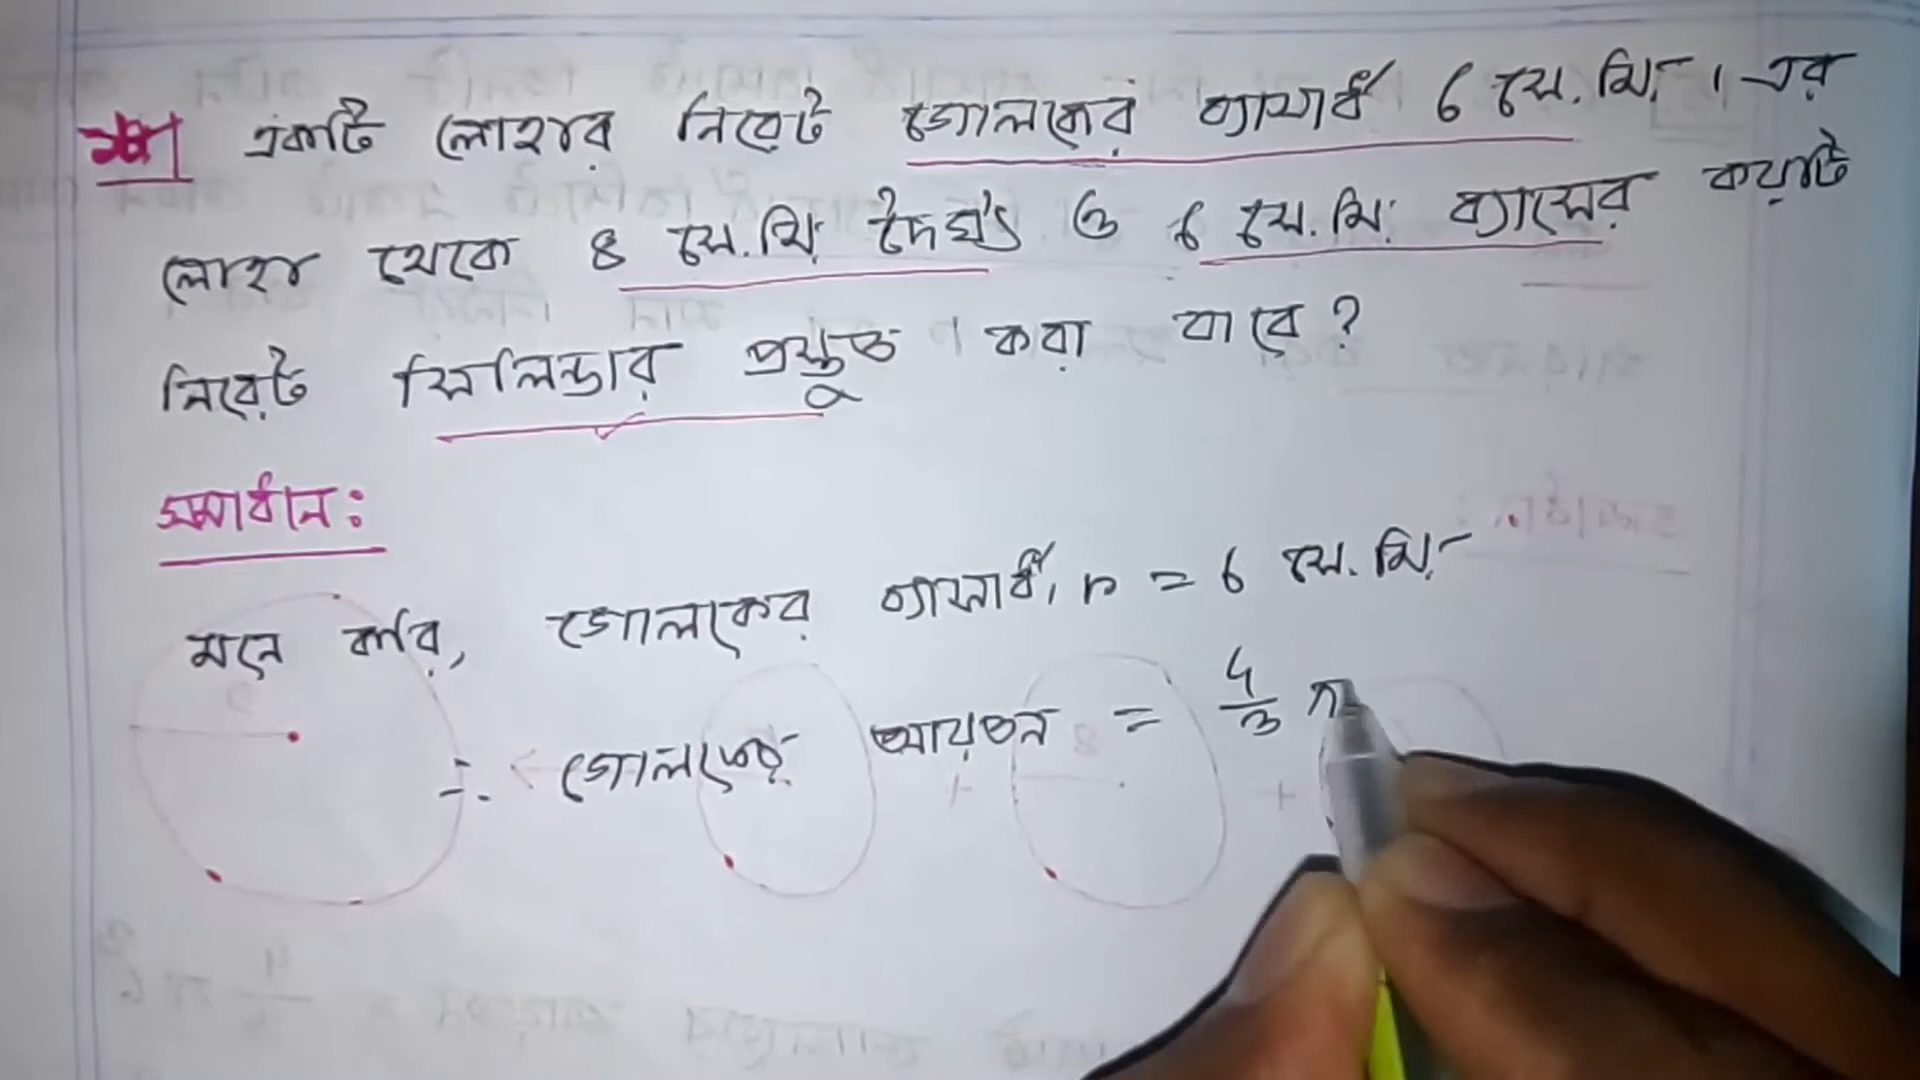 একটি লোহার নিরেট গোলকের ব্যাসার্ধ 6 সে.মি.। এর
লোহা থেকে 8 সে.মি. দৈর্ঘ্য ও 6 সে.মি. ব্যাসের কয়টি
নিরেট সিলিন্ডার প্রস্তুত করা যাবে?
সমাধান:
মনে করি, গোলকের ব্যাসার্ধ, r = 6 সে.মি.
∴ গোলকের আয়তন = 4/3 π